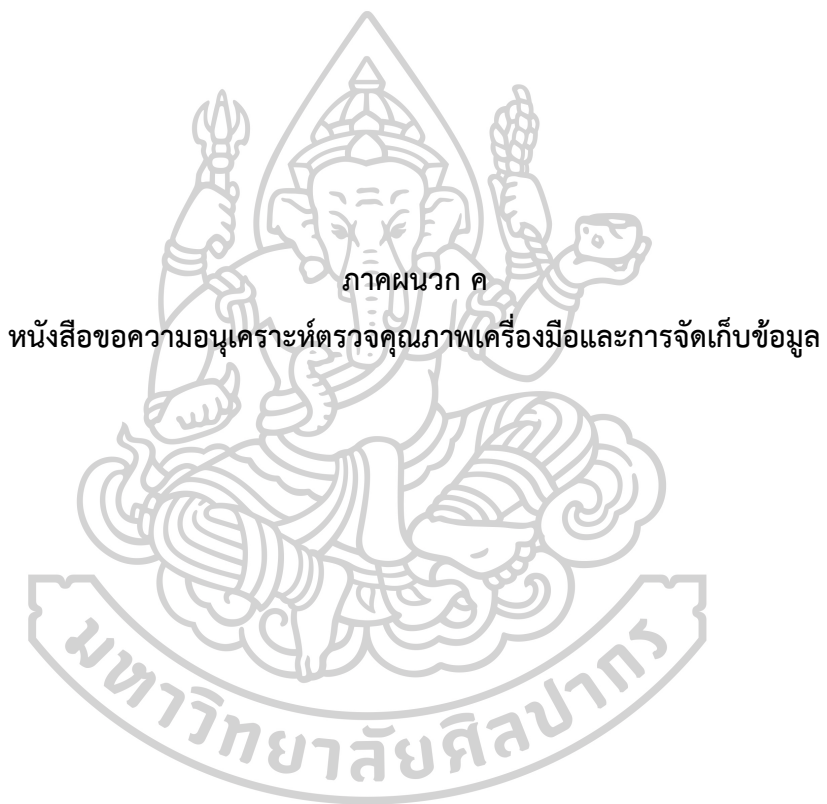 ภาคผนวก ค
หนังสือขอความอนุเคราะห์ตรวจคุณภาพเครื่องมือและการจัดเก็บข้อมูล
มหาวิทยาลัยศิลปากร